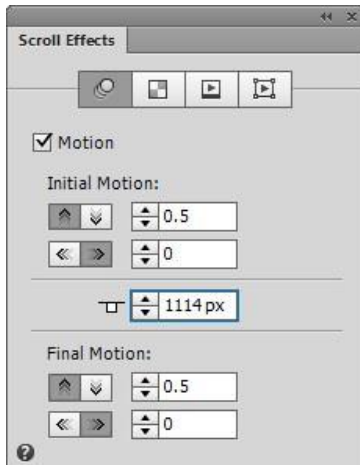 Scroll Effects
Motion
Initial Motion:
0.5
0
1114 px
Final Motion:
0.5
0
?